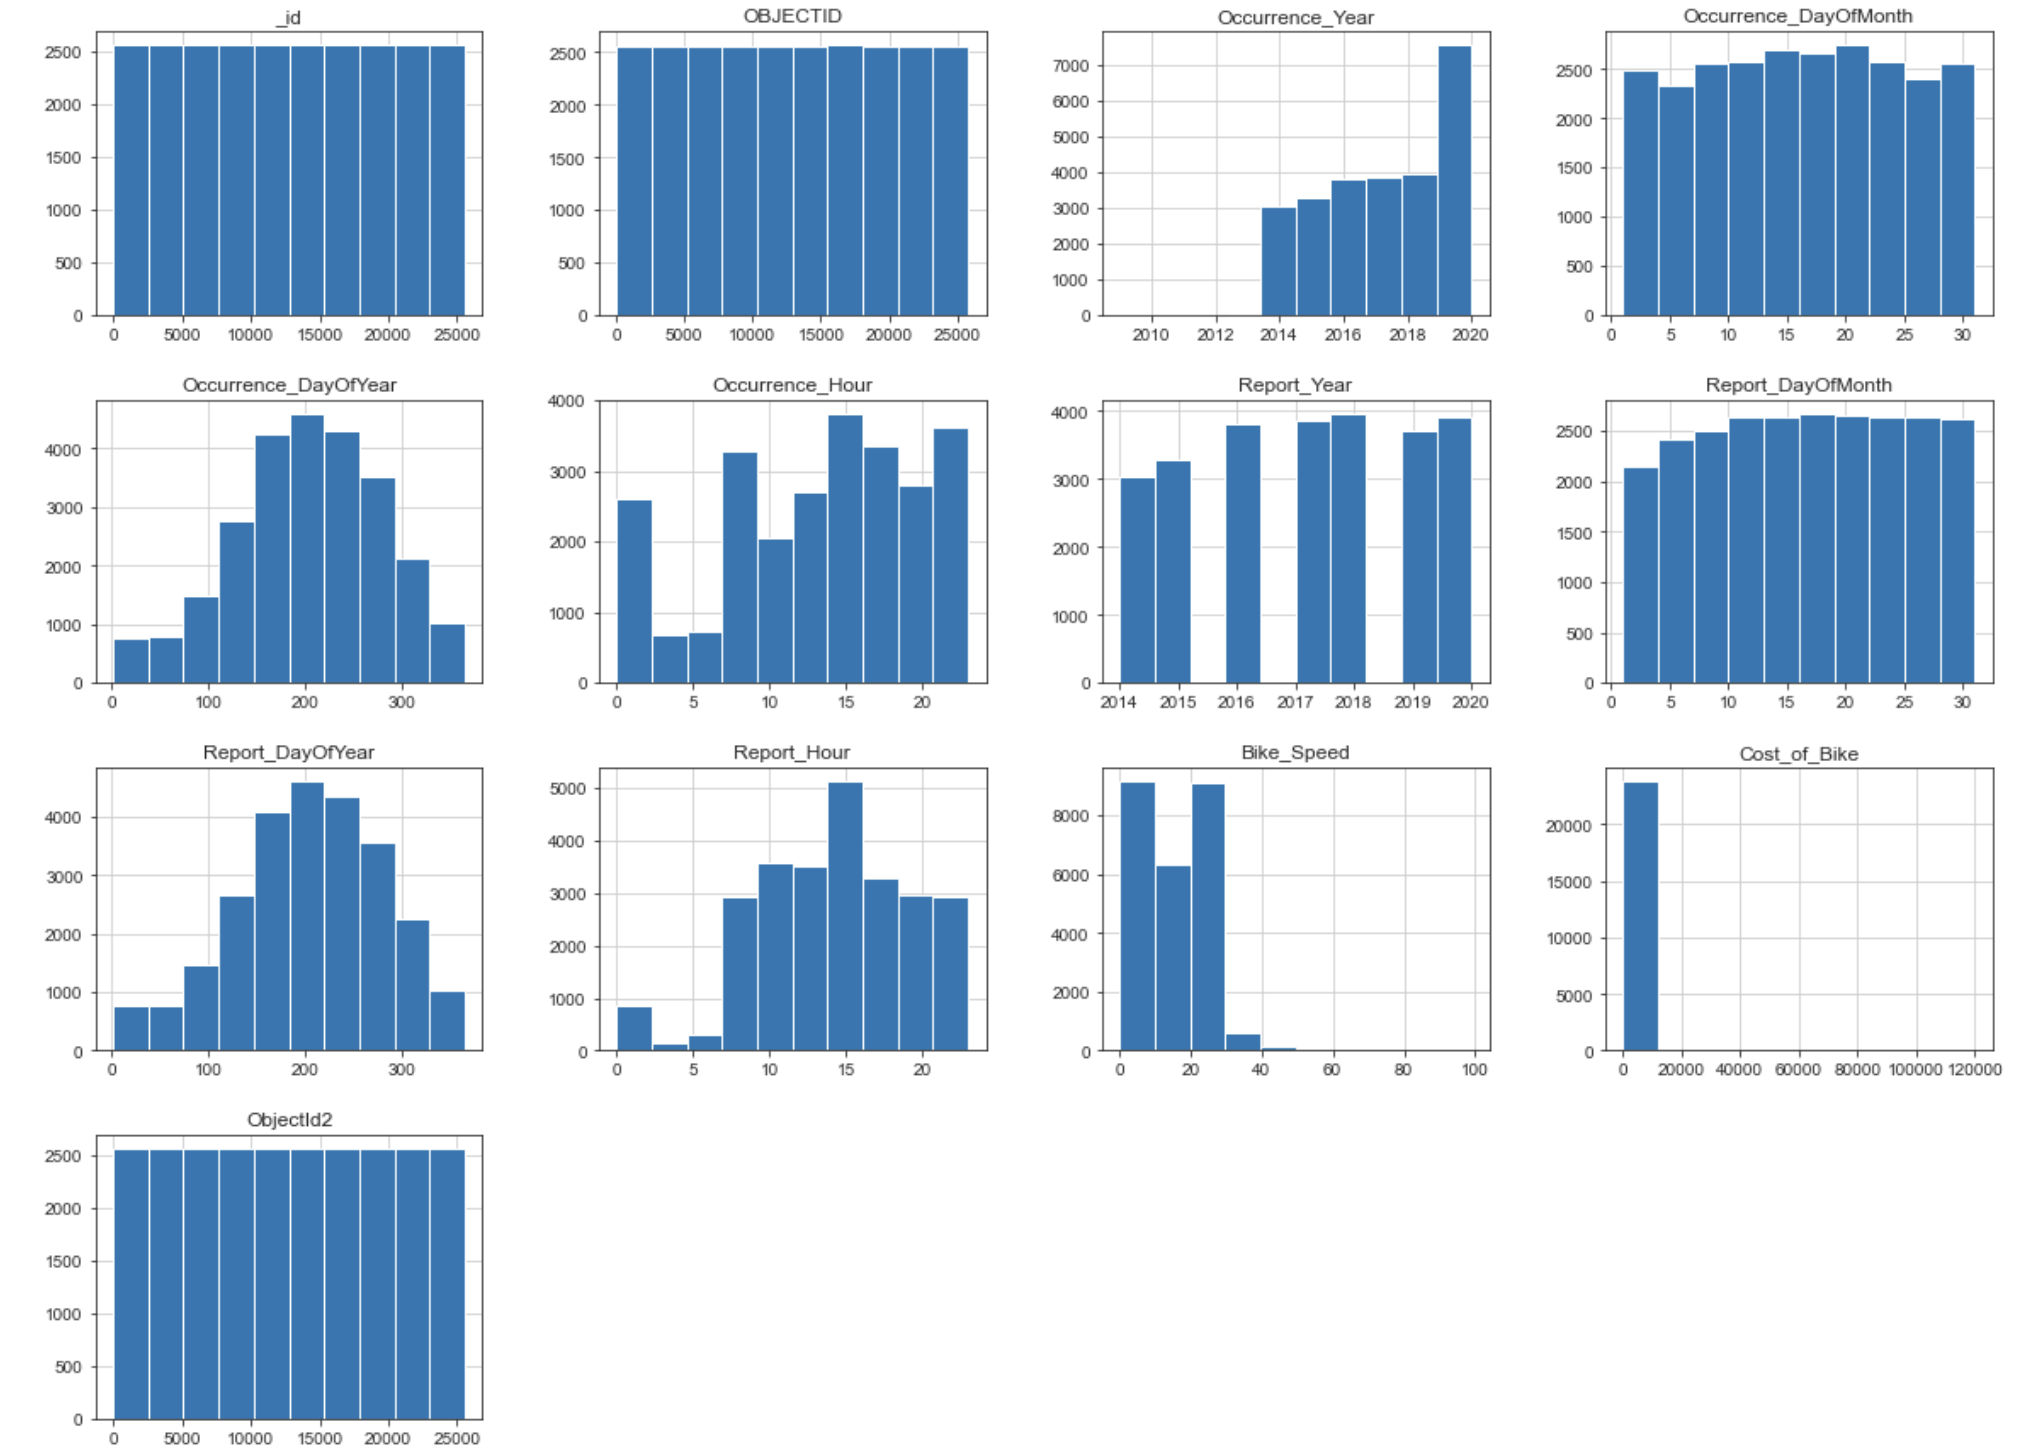 _id OBJECTID Occurrence_Year Occurrence_DayOfMonth
2500 2500 7000 2500
2000 2000 6000 2000
1500 1500 5000 1500
1000 1000 4000 1000
500 500 3000 500
0 0 2000 0
1000
0
0 5000 10000 15000 20000 25000 0 5000 10000 15000 20000 25000 2010 2012 2014 2016 2018 2020 0 5 10 15 20 25 30
Occurrence_DayOfYear Occurrence_Hour Report_Year Report_DayOfMonth
4000 4000 4000 2500
3000 3000 3000 2000
2000 2000 2000 1500
1000 1000 1000 1000
0 0 0 500
0
0 100 200 300 0 5 10 15 20 2014 2015 2016 2017 2018 2019 2020 0 5 10 15 20 25 30
Report_DayOfYear Report_Hour Bike_Speed Cost_of_Bike
4000 5000 8000 20000
3000 4000 6000 15000
2000 3000 4000 10000
1000 2000 2000 5000
0 1000 0 0
0
0 100 200 300 0 5 10 15 20 0 20 40 60 80 100 0 20000 40000 60000 80000 100000 120000
ObjectId2
2500
2000
1500
1000
500
0
0 5000 10000 15000 20000 25000